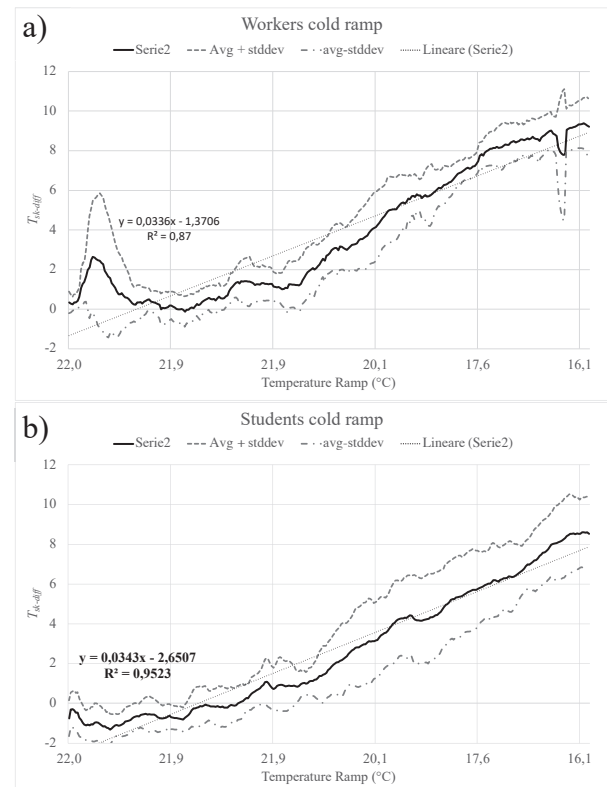 a)
Workers cold ramp
Serie2 Avg + stddev avg-stddev Lineare (Serie2)
12
10
8
6
4
2
0
-2
T sk-diff
y = 0,0336x - 1,3706
R² = 0,87
22,0 21,9 21,9 20,1 17,6 16,1
Temperature Ramp (°C)
b)
Students cold ramp
Serie2 Avg + stddev avg-stddev Lineare (Serie2)
12
10
8
6
4
2
0
-2
T sk-diff
y = 0,0343x - 2,6507
R² = 0,9523
22,0 21,9 21,9 20,1 17,6 16,1
Temperature Ramp (°C)